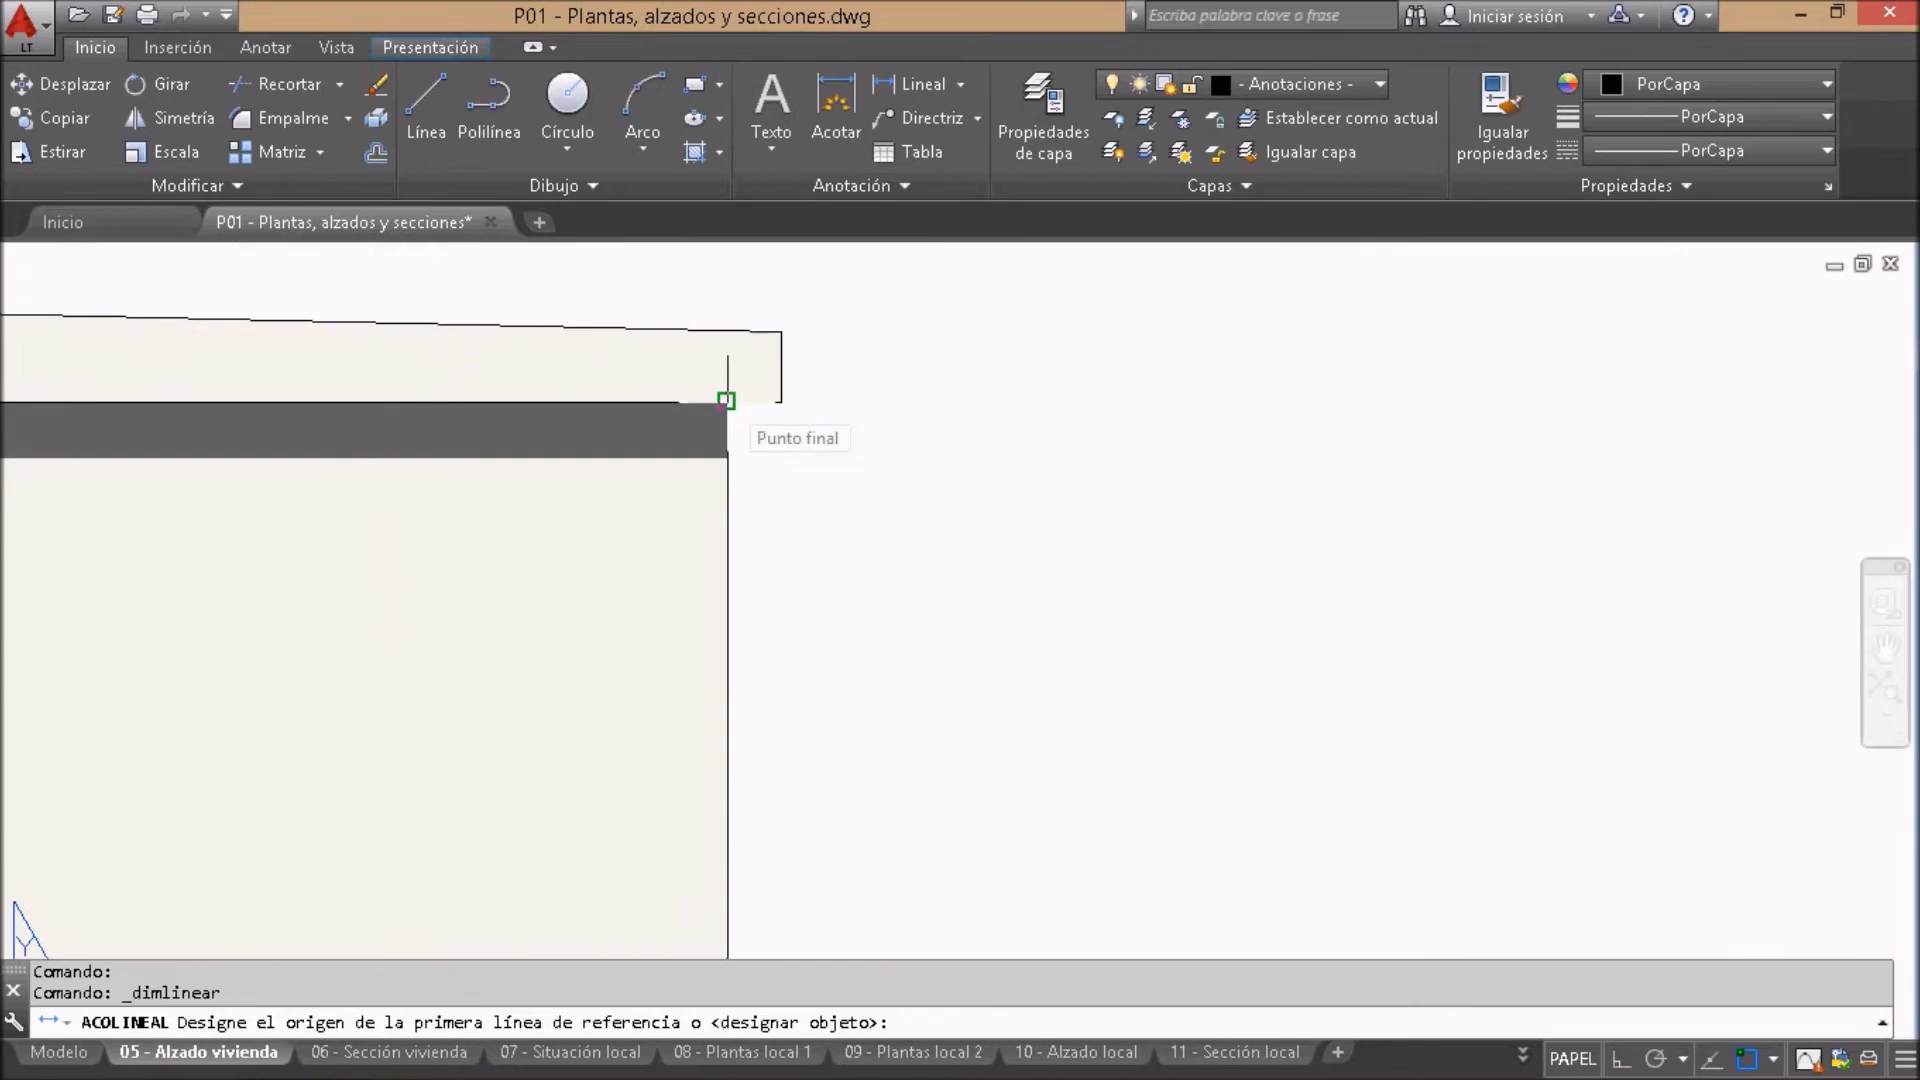 P01 - Plantas, alzados y secciones.dwg
Escriba palabra clave o frase
Iniciar sesión
LT
Inicio
Inserción
Anotar
Vista
Presentación
Desplazar
Girar
Recortar
Copiar
Simetría
Empalme
Estirar
Escala
Matriz
Modificar
Línea
Polilínea
Círculo
Arco
Dibujo
Texto
Acotar
Lineal
Directriz
Tabla
Anotación
Propiedades
de capa
- Anotaciones -
Establecer como actual
Igualar capa
Capas
Igualar
propiedades
PorCapa
PorCapa
PorCapa
Propiedades
Inicio
P01 - Plantas, alzados y secciones*
Punto final
Y
Comando:
Comando: _dimlinear
ACOLINEAL Designe el origen de la primera línea de referencia o <designar objeto>:
Modelo
05 - Alzado vivienda
06 - Sección vivienda
07 - Situación local
08 - Plantas local 1
09 - Plantas local 2
10 - Alzado local
11 - Sección local
PAPEL